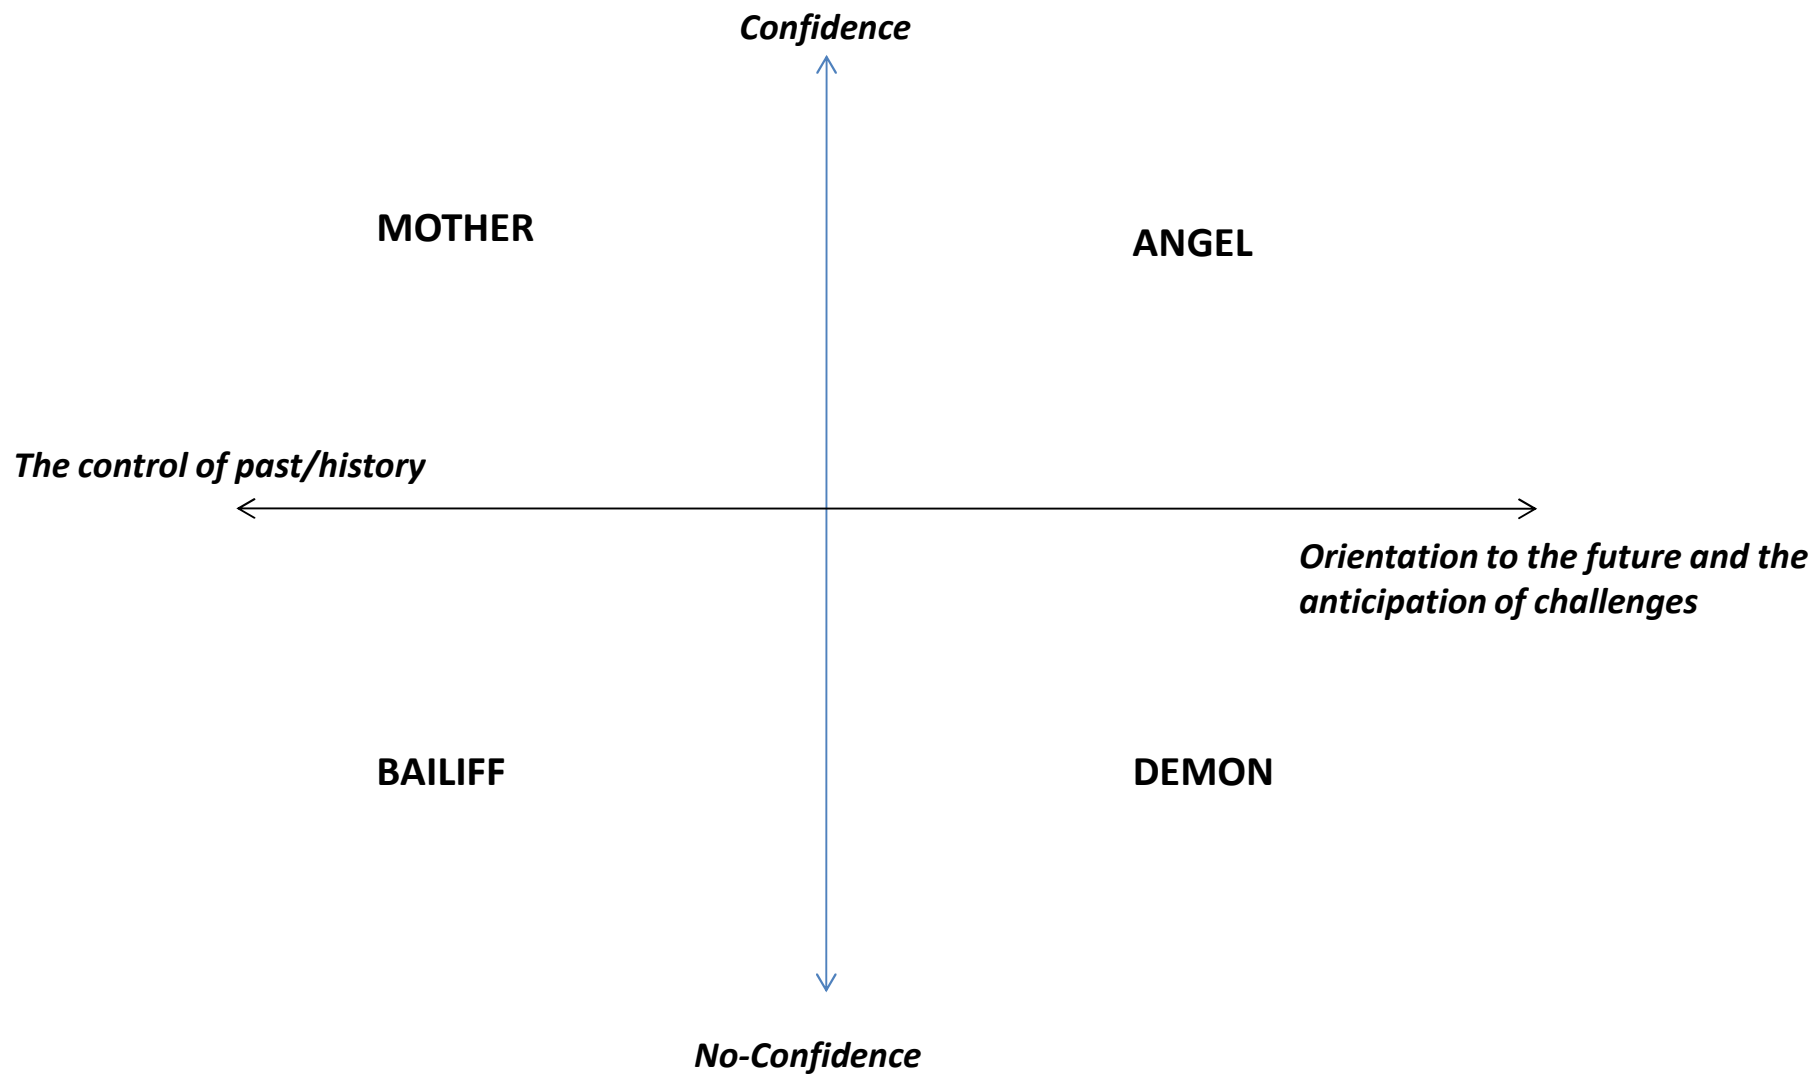 Confidence
MOTHER
ANGEL
The control of past/history
Orientation to the future and the
anticipation of challenges
BAILIFF
DEMON
No-Confidence